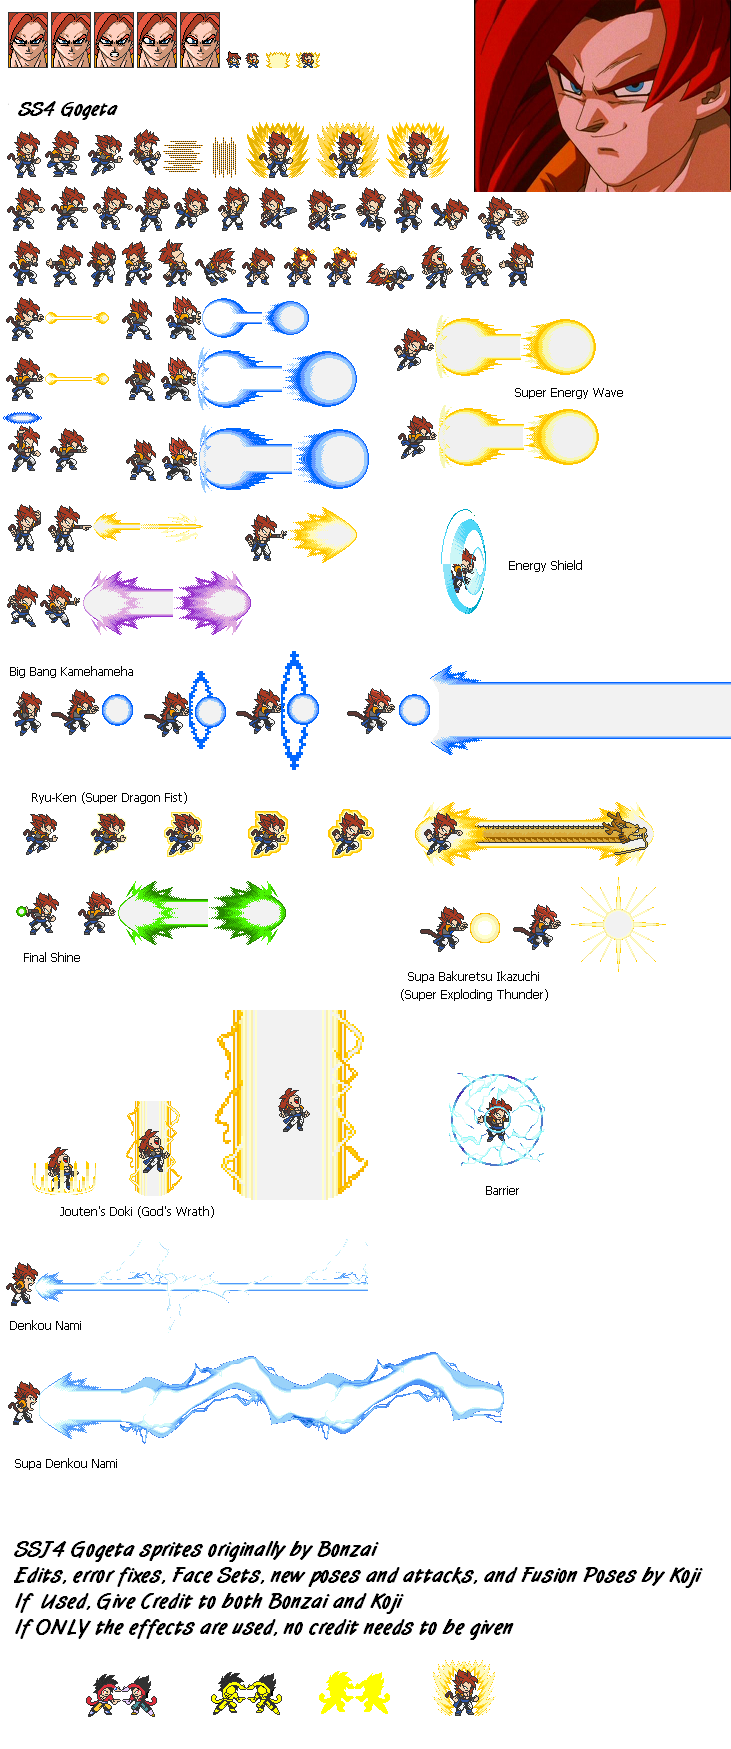 SS4 Gogeta
Super Energy Wave
Energy Shield
Big Bang Kamehameha
Ryu-Ken (Super Dragon Fist)
Final Shine
Supa Bakuretsu Ikazuchi
(Super Exploding Thunder)
Jouten's Doki (God's Wrath)
Barrier
Denkou Nami
Supa Denkou Nami
SSJ4 Gogeta sprites originally by Bonzai
Edits, error fixes, Face Sets, new poses and attacks, and Fusion Poses by Koji
If Used, Give Credit to both Bonzai and Koji
If ONLY the effects are used, no credit needs to be given